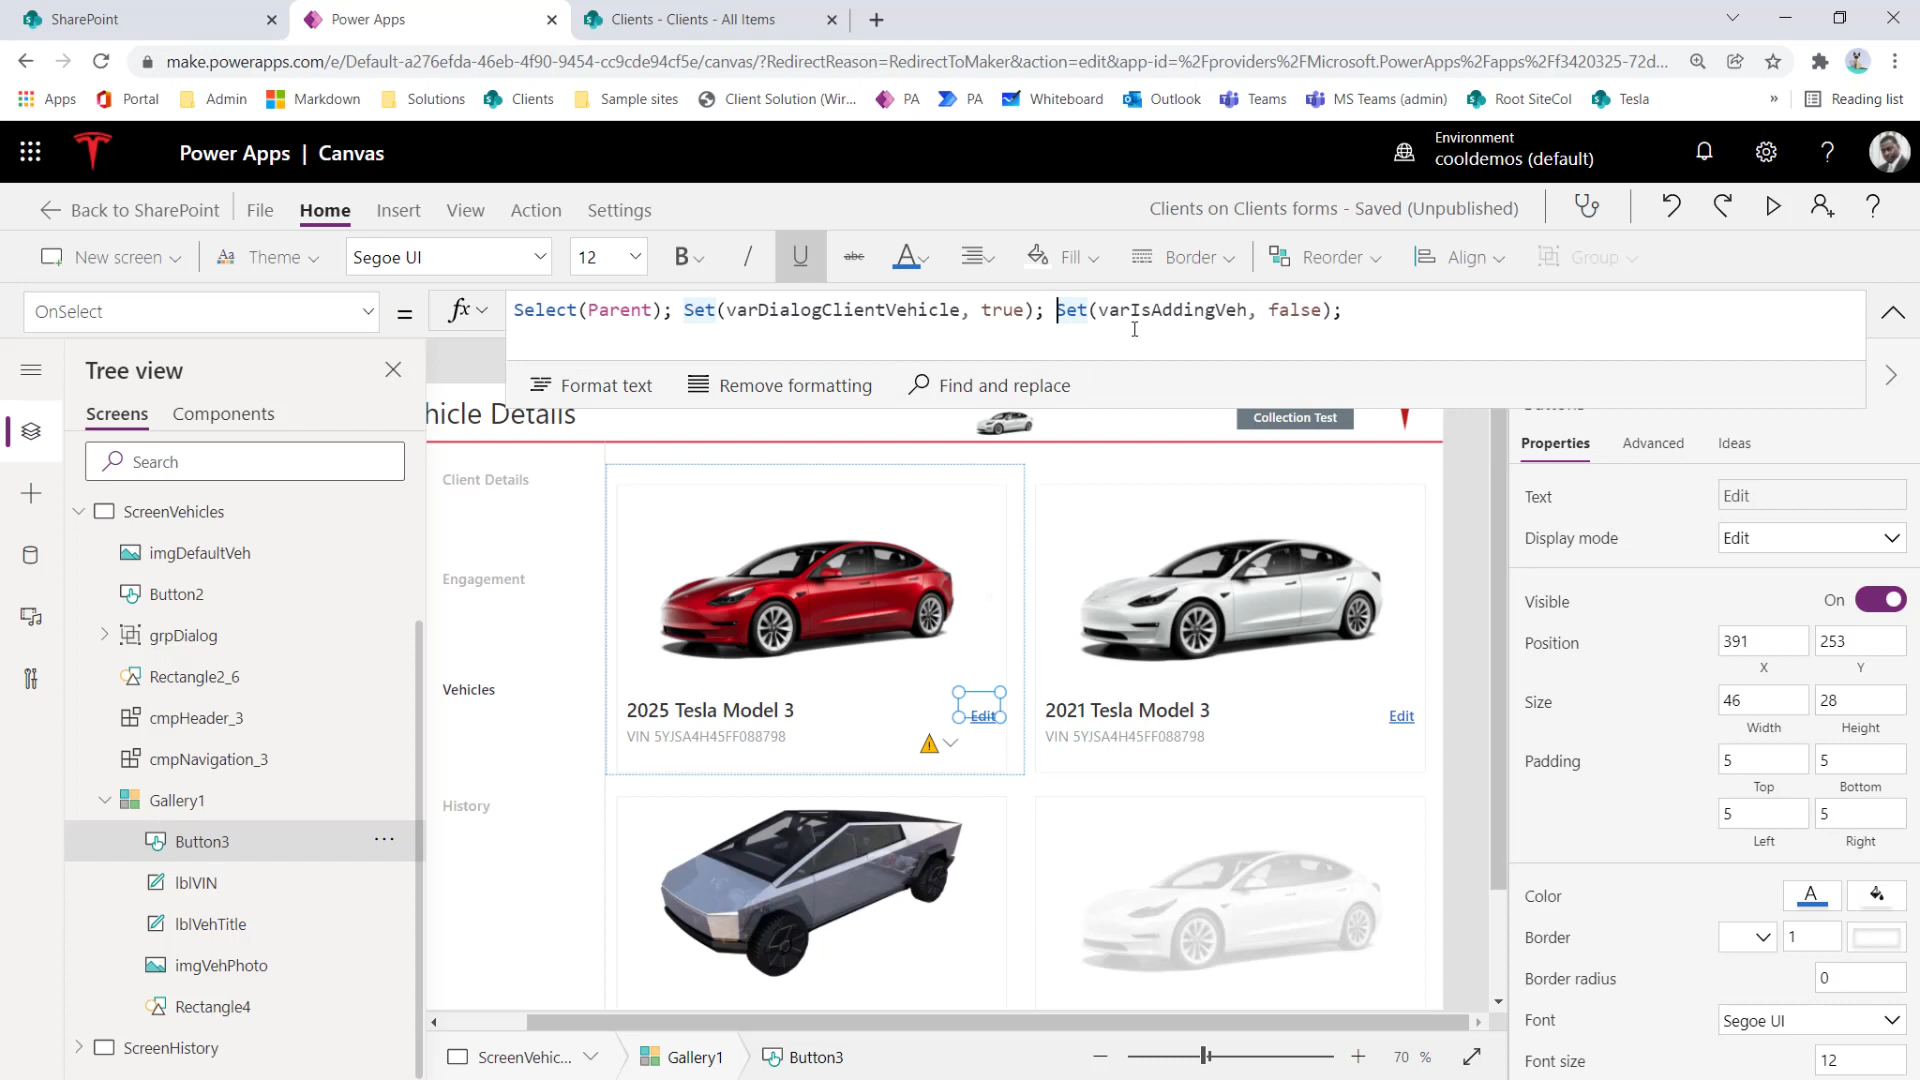 SharePoint
Power Apps
Clients - Clients - All Items
make.powerapps.com/e/Default-a276efda-46eb-4f90-9454-cc9cde94cf5e/canvas/?RedirectReason=RedirectToMaker&action=edit&app-id=%2Fproviders%2FMicrosoft.PowerApps%2Fapps%2Ff3420325-72d...
Apps
Portal
Admin
Markdown
Solutions
Clients
Sample sites
Client Solution (Wir...
PA
PA
Whiteboard
Outlook
Teams
MS Teams (admin)
Root SiteCol
Tesla
»
Reading list
Power Apps | Canvas
Environment
cooldemos (default)
Back to SharePoint
File
Home
Insert
View
Action
Settings
Clients on Clients forms - Saved (Unpublished)
New screen
Theme
Segoe UI
12
B
/
U
abc
A
Fill
Border
Reorder
Align
Group
OnSelect
=
fx
Select(Parent); Set(varDialogClientVehicle, true); Set(varIsAddingVeh, false);
Format text
Remove formatting
Find and replace
Tree view
Screens
Components
Search
ScreenVehicles
imgDefaultVeh
Button2
grpDialog
Rectangle2_6
cmpHeader_3
cmpNavigation_3
Gallery1
Button3
...
lblVIN
lblVehTitle
imgVehPhoto
Rectangle4
ScreenHistory
hicle Details
Collection Test
Client Details
Engagement
Vehicles
History
2025 Tesla Model 3
Edit
VIN 5YJSA4H45FF088798
2021 Tesla Model 3
Edit
VIN 5YJSA4H45FF088798
ScreenVehic...
Gallery1
Button3
70 %
Properties
Advanced
Ideas
Text
Edit
Display mode
Edit
Visible
On
Position
391
253
X
Y
Size
46
28
Width
Height
Padding
5
5
Top
Bottom
5
5
Left
Right
Color
A
Border
1
Border radius
0
Font
Segoe UI
Font size
12